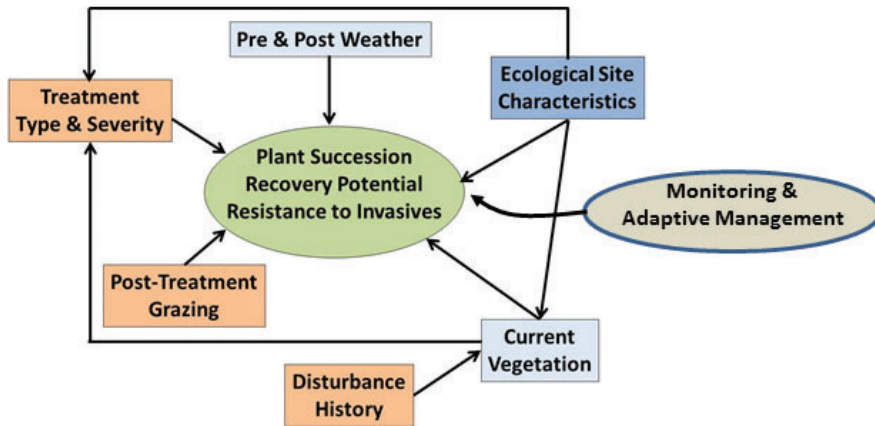 Pre & Post Weather
Ecological Site
Characteristics
Treatment
Type & Severity
Plant Succession
Recovery Potential
Resistance to Invasives
Monitoring &
Adaptive Management
Post-Treatment
Grazing
Current
Vegetation
Disturbance
History